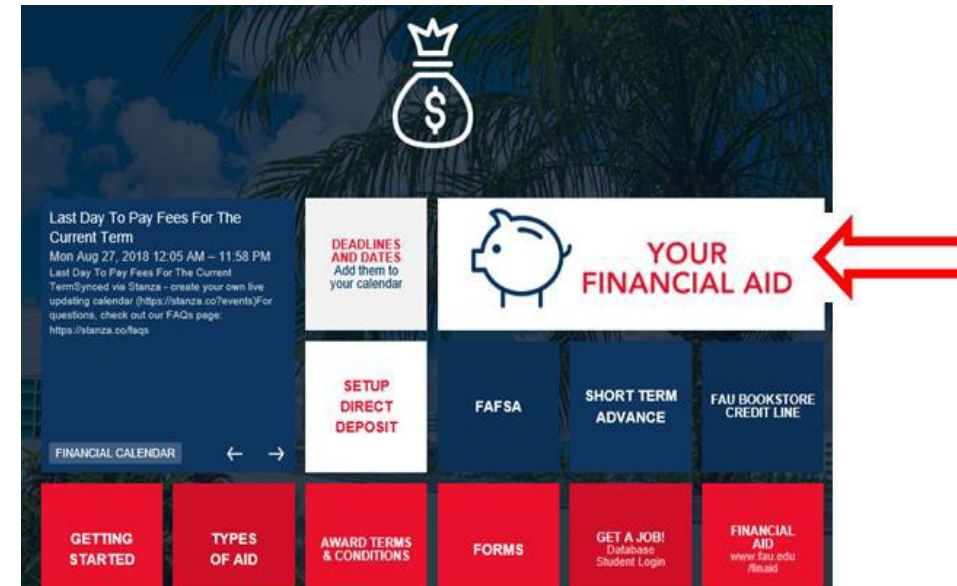 $
Last Day To Pay Fees For The
Current Term
Mon Aug 27, 2018 12:05 AM – 11:58 PM
Last Day To Pay Fees For The Current
TermSynced via Stanza - create your own live
updating calendar (https://stanza.co?events)For
questions, check out our FAQs page:
https://stanza.co/faqs
FINANCIAL CALENDAR ← →
DEADLINES
AND DATES
Add them to
your calendar
YOUR
FINANCIAL AID
SETUP
DIRECT
DEPOSIT
FAFSA
SHORT TERM
ADVANCE
FAU BOOKSTORE
CREDIT LINE
GETTING
STARTED
TYPES
OF AID
AWARD TERMS
& CONDITIONS
FORMS
GET A JOB!
Database
Student Login
FINANCIAL
AID
www.fau.edu
/finaid